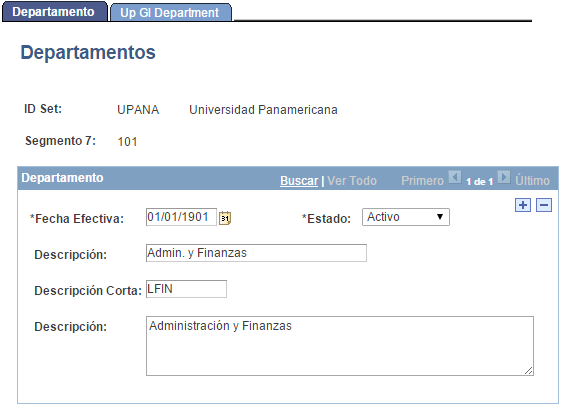 Departamento Up Gl Department
Departamentos
ID Set: UPANA Universidad Panamericana
Segmento 7: 101
Departamento Buscar | Ver Todo Primero 1 de 1 Último
*Fecha Efectiva: 01/01/1901 31 *Estado: Activo
Descripción: Admin. y Finanzas
Descripción Corta: LFIN
Descripción: Administración y Finanzas